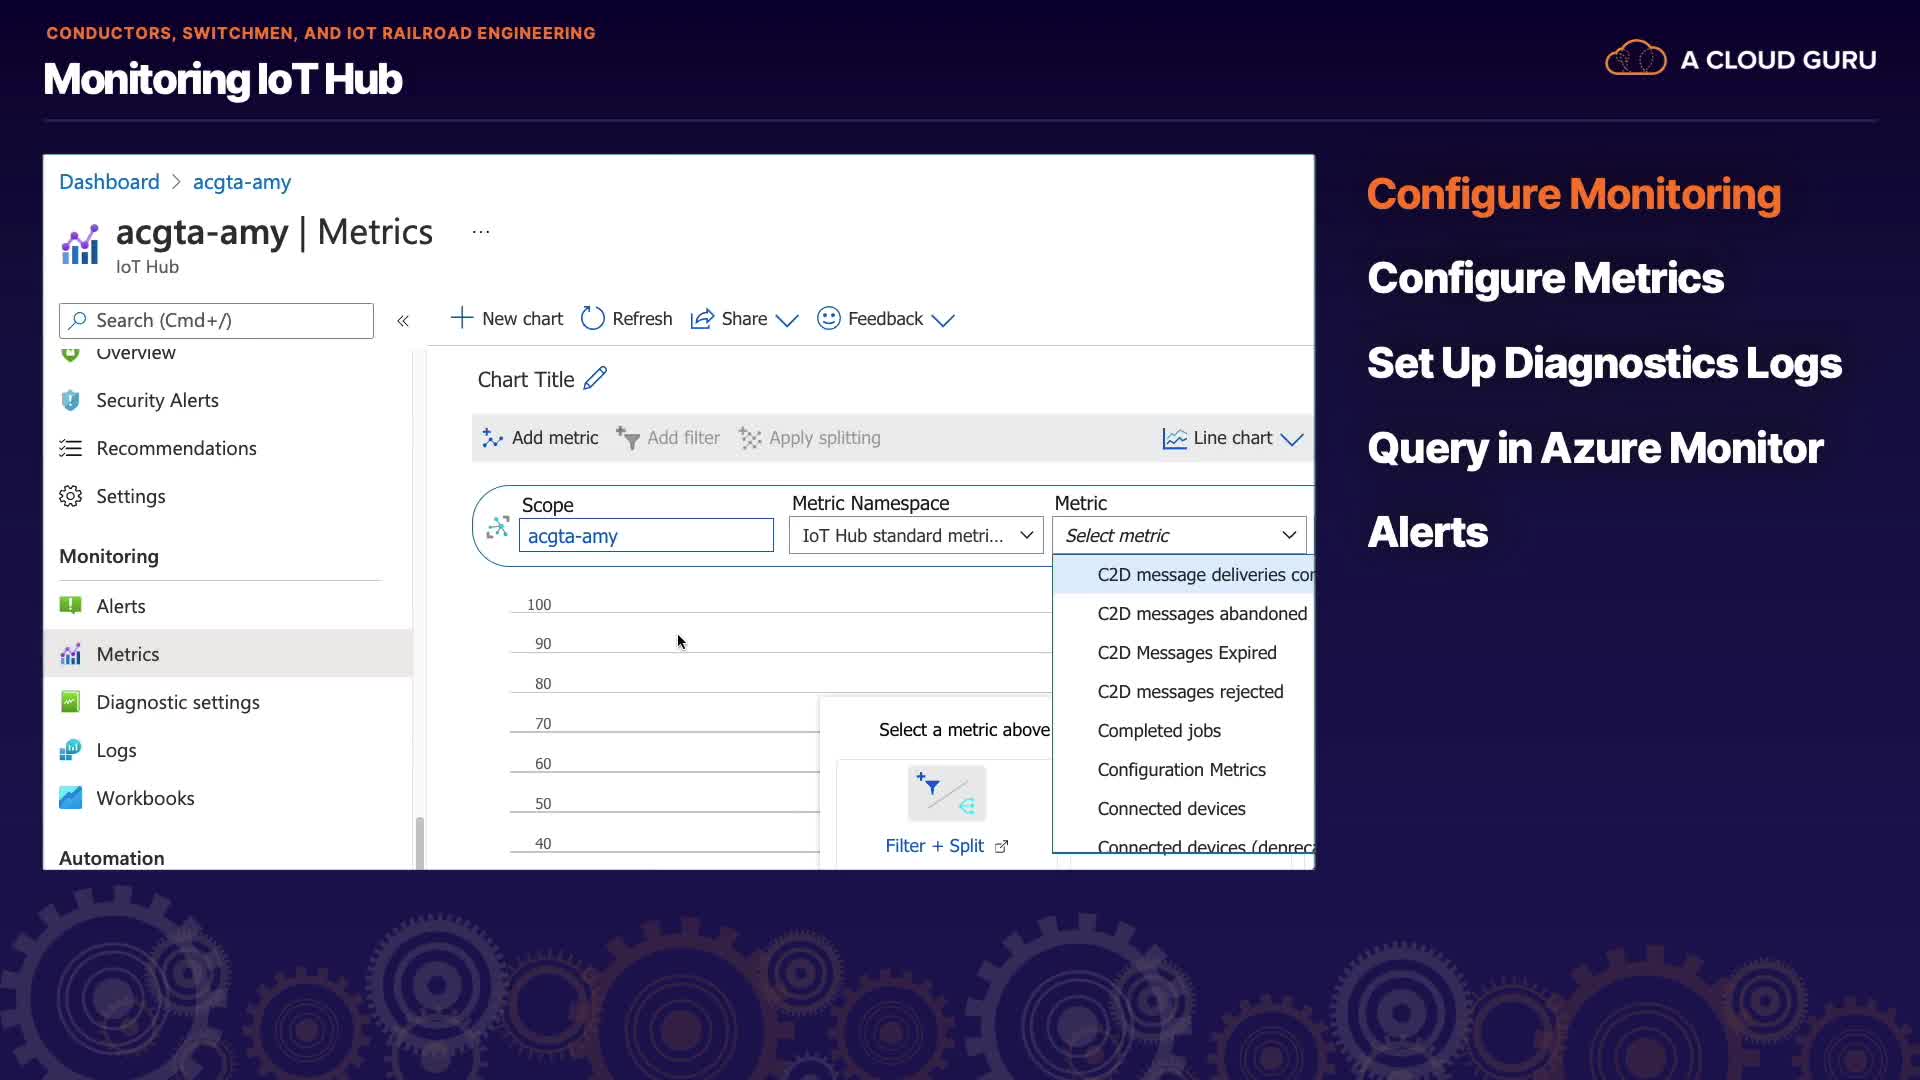 CONDUCTORS, SWITCHMEN, AND IOT RAILROAD ENGINEERING
Monitoring IoT Hub
A CLOUD GURU
Dashboard > acgta-amy
acgta-amy | Metrics ...
IoT Hub
Search (Cmd+/)
«
New chart
Refresh
Share
Feedback
Overview
Security Alerts
Recommendations
Settings
Monitoring
Alerts
Metrics
Diagnostic settings
Logs
Workbooks
Automation
Chart Title
Add metric
Add filter
Apply splitting
Line chart
Scope
acgta-amy
Metric Namespace
IoT Hub standard metri...
Metric
Select metric
C2D message deliveries com
C2D messages abandoned
C2D Messages Expired
C2D messages rejected
Completed jobs
Configuration Metrics
Connected devices
Connected devices (depreca
100
90
80
70
60
50
40
Select a metric above
Filter + Split
Configure Monitoring
Configure Metrics
Set Up Diagnostics Logs
Query in Azure Monitor
Alerts